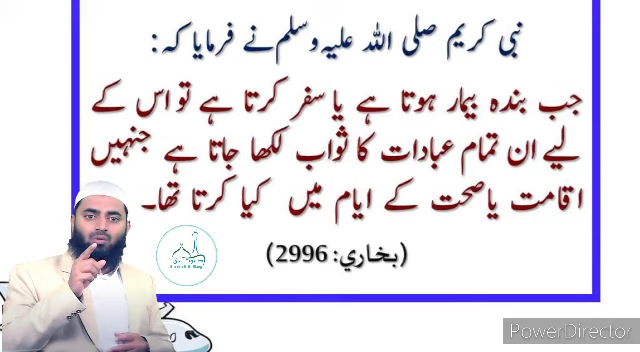 نبی کریم صلی اللہ علیہ وسلم نے فرمایا کہ:
جب بندہ بیمار ہوتا ہے یا سفر کرتا ہے تو اس کے
لیے ان تمام عبادات کا ثواب لکھا جاتا ہے جنہیں
اقامت یا صحت کے ایام میں کیا کرتا تھا۔
(بخاري: 2996)
PowerDirector